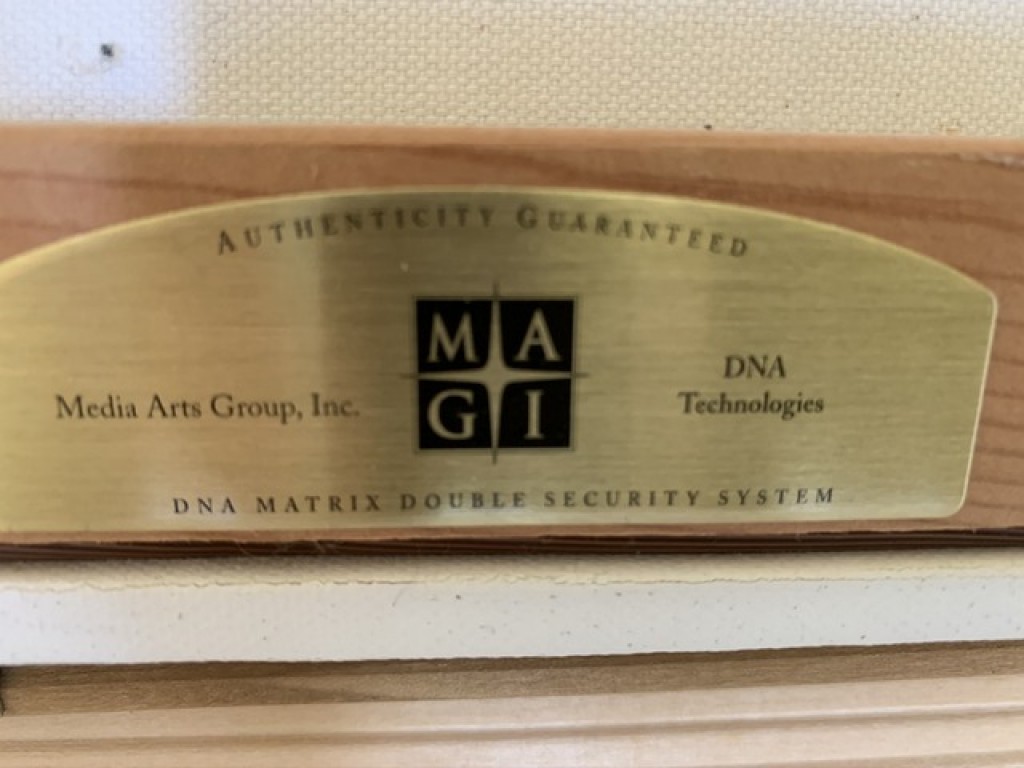 AUTHENTICITY GUARANTEED
MA
GI
Media Arts Group, Inc.
DNA
Technologies
DNA MATRIX DOUBLE SECURITY SYSTEM